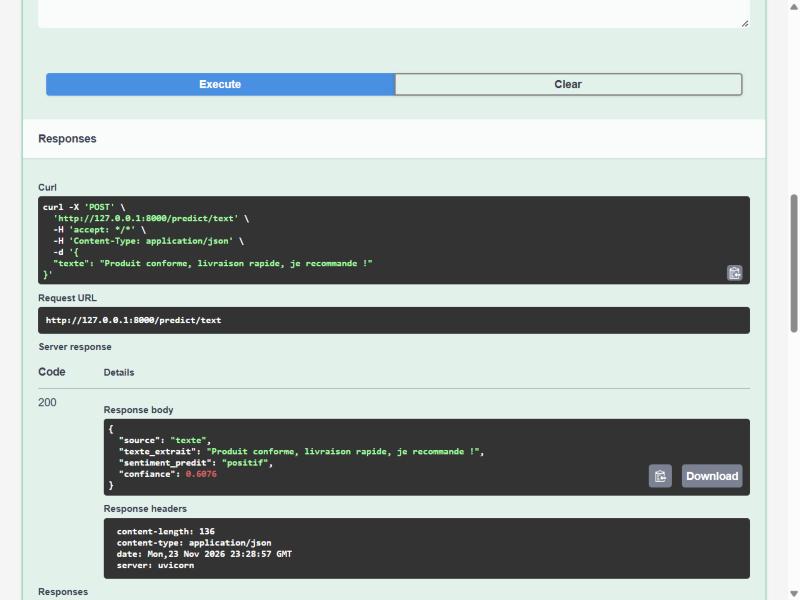 Execute
Clear
Responses
Curl
curl -X 'POST' \
'http://127.0.0.1:8000/predict/text' \
-H 'accept: */*' \
-H 'Content-Type: application/json' \
-d '{
"texte": "Produit conforme, livraison rapide, je recommande !"
}'
Request URL
http://127.0.0.1:8000/predict/text
Server response
Code Details
200
Response body
{
"source": "texte",
"texte_extrait": "Produit conforme, livraison rapide, je recommande !",
"sentiment_predit": "positif",
"confiance": 0.6076
}
Download
Response headers
content-length: 136
content-type: application/json
date: Mon,23 Nov 2026 23:28:57 GMT
server: uvicorn
Responses